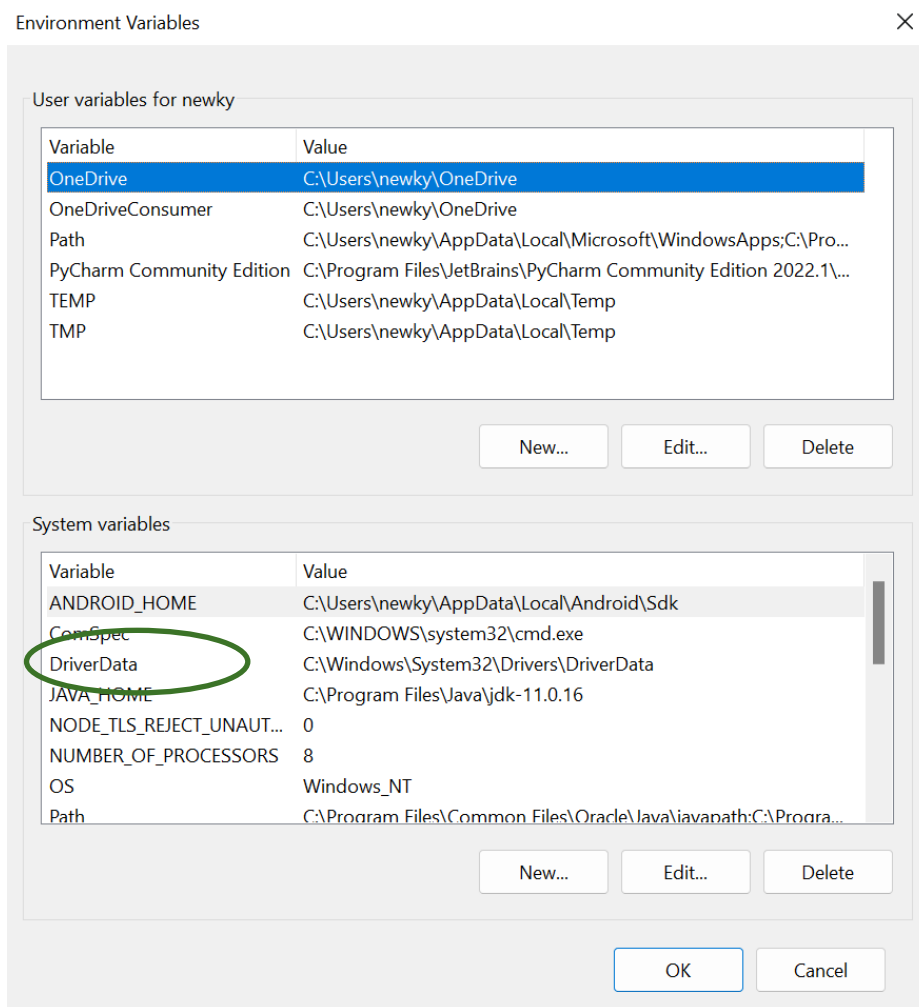 Environment Variables
User variables for newky
Variable Value
OneDrive C:\Users\newky\OneDrive
OneDriveConsumer C:\Users\newky\OneDrive
Path C:\Users\newky\AppData\Local\Microsoft\WindowsApps;C:\Pro...
PyCharm Community Edition C:\Program Files\JetBrains\PyCharm Community Edition 2022.1\...
TEMP C:\Users\newky\AppData\Local\Temp
TMP C:\Users\newky\AppData\Local\Temp
New... Edit... Delete
System variables
Variable Value
ANDROID_HOME C:\Users\newky\AppData\Local\Android\Sdk
ComSpec C:\WINDOWS\system32\cmd.exe
DriverData C:\Windows\System32\Drivers\DriverData
JAVA_HOME C:\Program Files\Java\jdk-11.0.16
NODE_TLS_REJECT_UNAUT... 0
NUMBER_OF_PROCESSORS 8
OS Windows_NT
Path C:\Program Files\Common Files\Oracle\Java\javapath;C:\Progra...
New... Edit... Delete
OK Cancel